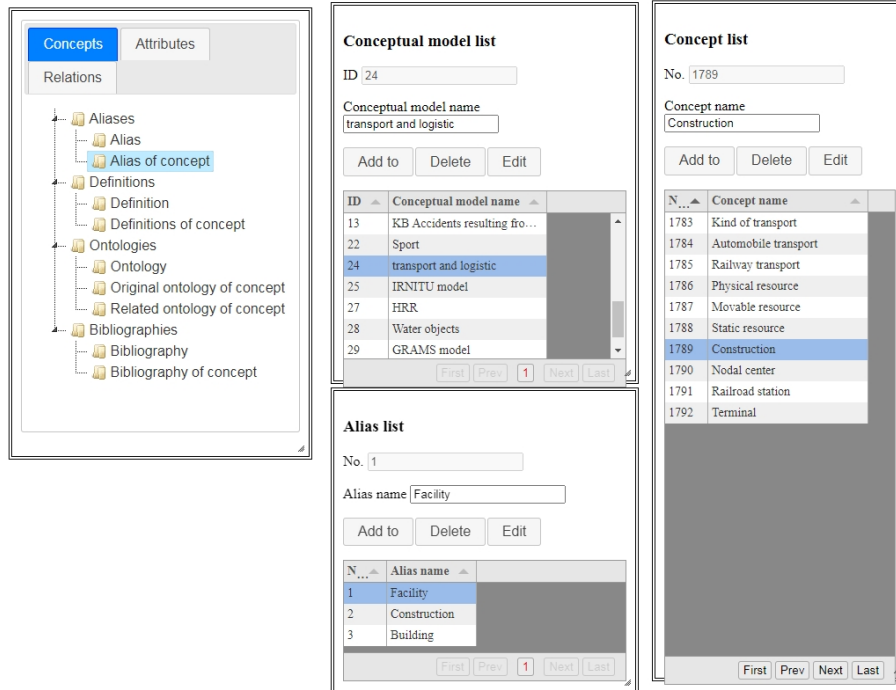 Concepts
Attributes
Relations
Aliases
Alias
Alias of concept
Definitions
Definition
Definitions of concept
Ontologies
Ontology
Original ontology of concept
Related ontology of concept
Bibliographies
Bibliography
Bibliography of concept
Conceptual model list
ID 24
Conceptual model name
transport and logistic
Add to Delete Edit
ID Conceptual model name
13 KB Accidents resulting fro...
22 Sport
24 transport and logistic
25 IRNITU model
27 HRR
28 Water objects
29 GRAMS model
First Prev 1 Next Last
Alias list
No. 1
Alias name Facility
Add to Delete Edit
N... Alias name
1 Facility
2 Construction
3 Building
First Prev 1 Next Last
Concept list
No. 1789
Concept name
Construction
Add to Delete Edit
N... Concept name
1783 Kind of transport
1784 Automobile transport
1785 Railway transport
1786 Physical resource
1787 Movable resource
1788 Static resource
1789 Construction
1790 Nodal center
1791 Railroad station
1792 Terminal
First Prev Next Last